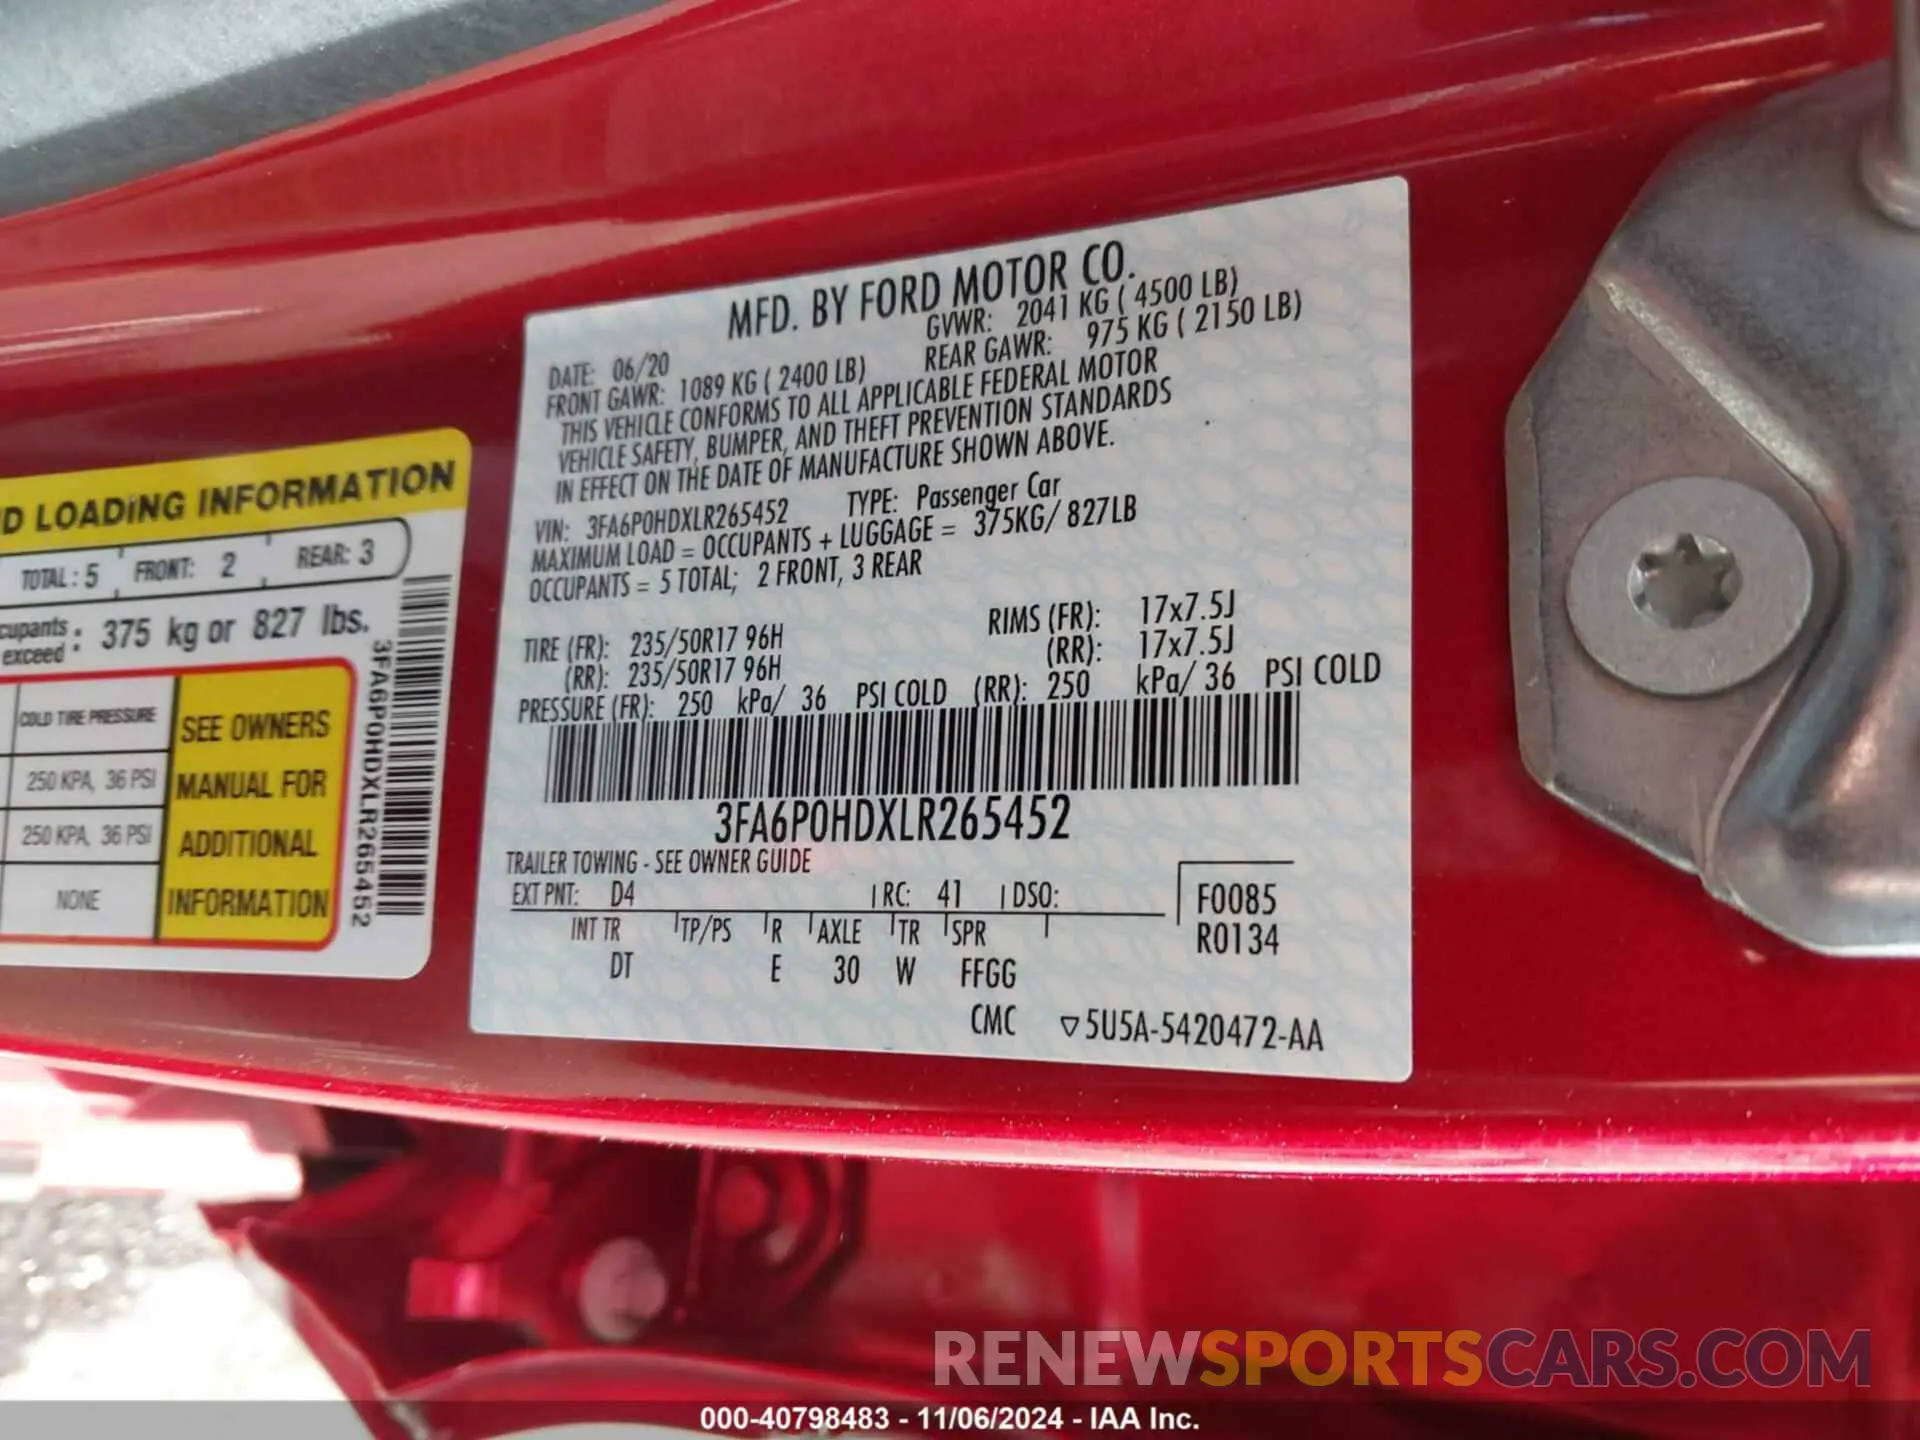 MFD. BY FORD MOTOR CO.
DATE: 06/20
GVWR: 2041 KG ( 4500 LB)
FRONT GAWR: 1089 KG ( 2400 LB)
REAR GAWR: 975 KG ( 2150 LB)
THIS VEHICLE CONFORMS TO ALL APPLICABLE FEDERAL MOTOR
VEHICLE SAFETY, BUMPER, AND THEFT PREVENTION STANDARDS
IN EFFECT ON THE DATE OF MANUFACTURE SHOWN ABOVE.
VIN: 3FA6P0HDXLR265452 TYPE: Passenger Car
MAXIMUM LOAD = OCCUPANTS + LUGGAGE = 375KG/ 827LB
OCCUPANTS = 5 TOTAL; 2 FRONT, 3 REAR
TIRE (FR): 235/50R17 96H RIMS (FR): 17x7.5J
(RR): 235/50R17 96H (RR): 17x7.5J
PRESSURE (FR): 250 kPa/ 36 PSI COLD (RR): 250 kPa/ 36 PSI COLD
3FA6P0HDXLR265452
TRAILER TOWING - SEE OWNER GUIDE
EXT PNT: D4 RC: 41 DSO:
F0085
INT TR TP/PS R AXLE TR SPR
R0134
DT E 30 W FFGG
CMC ▽5U5A-5420472-AA
D LOADING INFORMATION
TOTAL : 5 FRONT: 2 REAR: 3
cupants
exceed : 375 kg or 827 lbs.
COLD TIRE PRESSURE
250 KPA, 36 PSI
250 KPA, 36 PSI
NONE
SEE OWNERS
MANUAL FOR
ADDITIONAL
INFORMATION
3FA6P0HDXLR265452
RENEWSPORTSCARS.COM
000-40798483 - 11/06/2024 - IAA Inc.